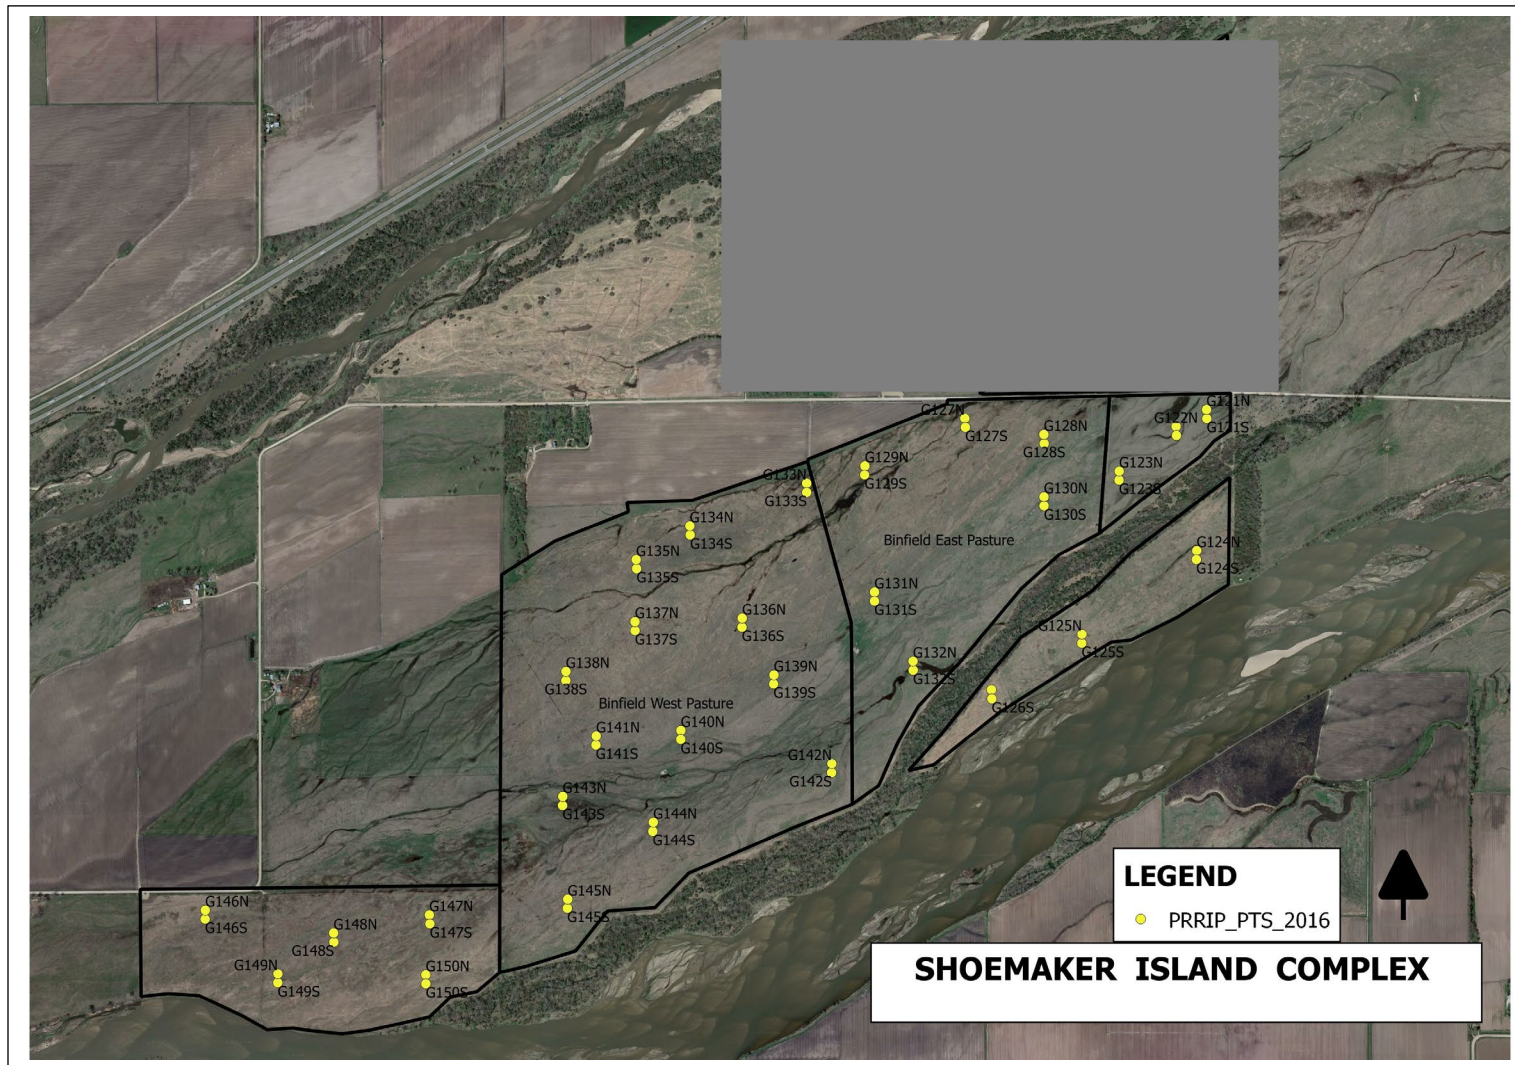 G121N
G127N
G122N
G121S
G127S
G128N
G128S
G129N
G123N
G133N
G129S
G123S
G133S
G130N
G130S
G134N
G134S
Binfield East Pasture
G124N
G135N
G124S
G135S
G131N
G131S
G137N
G136N
G125N
G137S
G136S
G125S
G138N
G132N
G139N
G132S
G138S
G139S
Binfield West Pasture
G126S
G141N
G140N
G141S
G140S
G142N
G142S
G143N
G143S
G144N
G144S
LEGEND
PRRIP_PTS_2016
G145N
G145S
G146N
G147N
G146S
G148N
G147S
G148S
G149N
G150N
G149S
G150S
SHOEMAKER ISLAND COMPLEX